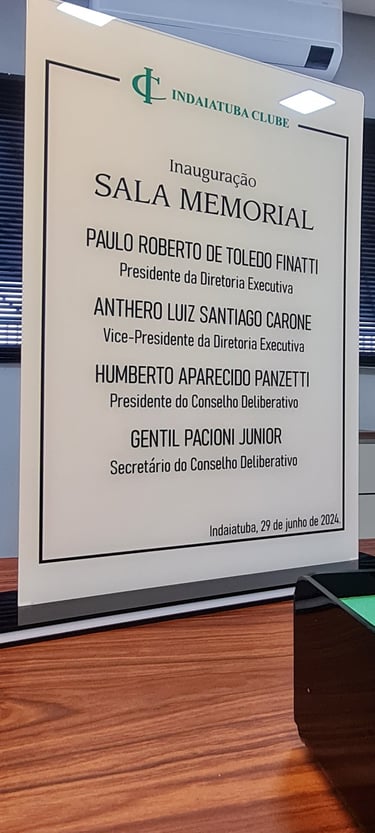 IC INDAIATUBA CLUBE
Inauguração
SALA MEMORIAL
PAULO ROBERTO DE TOLEDO FINATTI
Presidente da Diretoria Executiva
ANTHERO LUIZ SANTIAGO CARONE
Vice-Presidente da Diretoria Executiva
HUMBERTO APARECIDO PANZETTI
Presidente do Conselho Deliberativo
GENTIL PACIONI JUNIOR
Secretário do Conselho Deliberativo
Indaiatuba, 29 de junho de 2024.